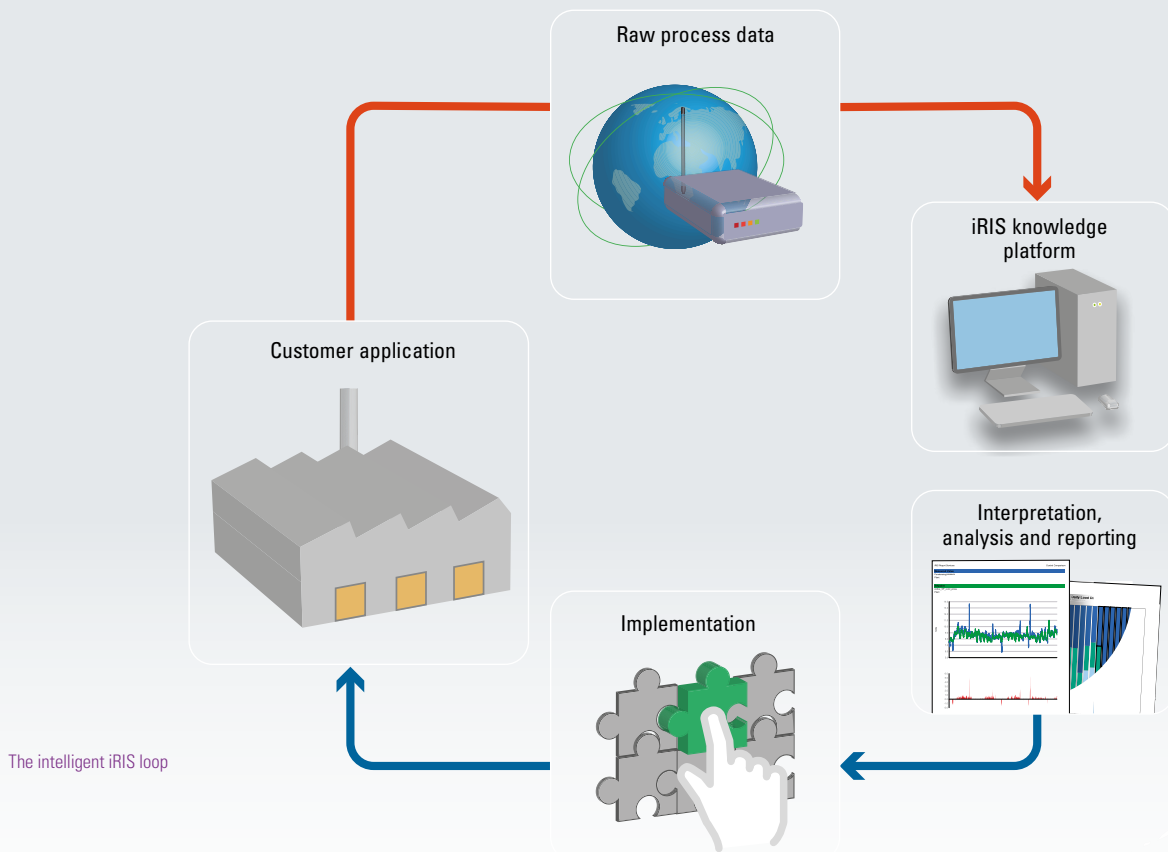 Raw process data
iRIS knowledge
platform
Customer application
Interpretation,
analysis and reporting
Implementation
The intelligent iRIS loop